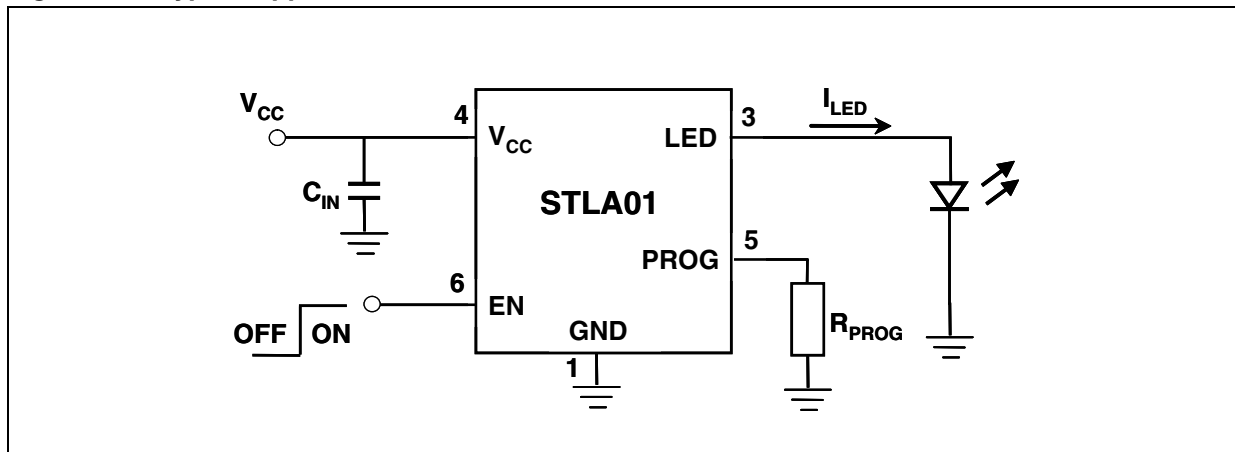 V_CC
4
V_CC
C_IN
STLA01
LED
3
I_LED
PROG
5
R_PROG
6
EN
OFF
ON
GND
1